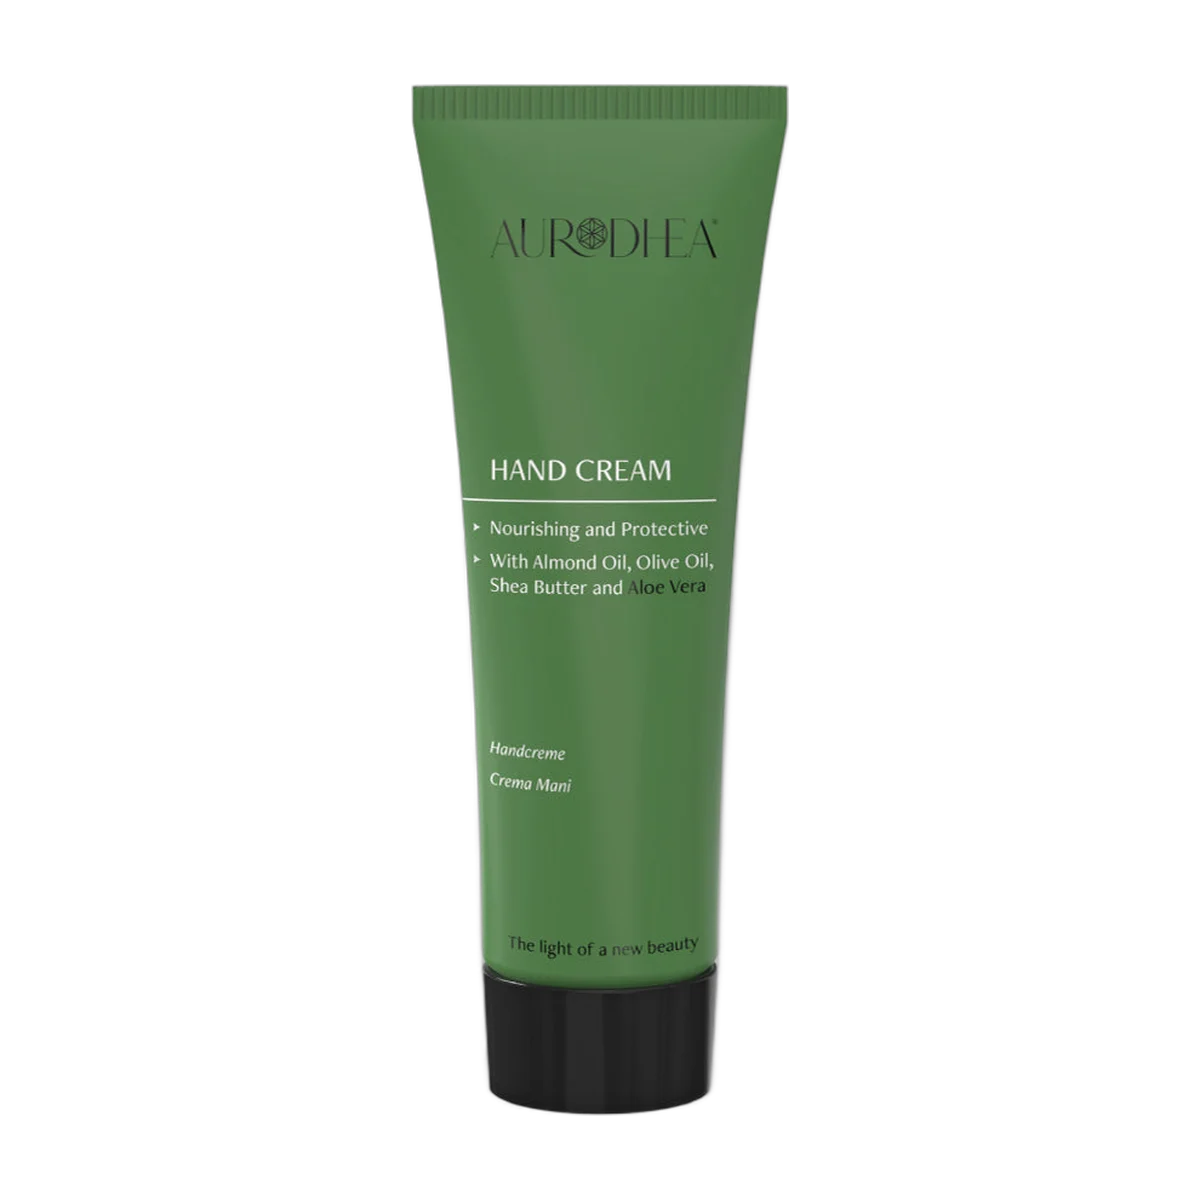 AURODHEA®
HAND CREAM
Nourishing and Protective
With Almond Oil, Olive Oil,
Shea Butter and Aloe Vera
Handcreme
Crema Mani
The light of a new beauty